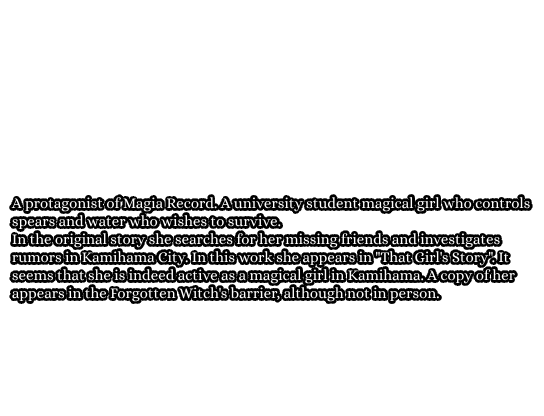 A protagonist of Magia Record. A university student magical girl who controls
spears and water who wishes to survive.
In the original story she searches for her missing friends and investigates
rumors in Kamihama City. In this work she appears in "That Girl's Story". It
seems that she is indeed active as a magical girl in Kamihama. A copy of her
appears in the Forgotten Witch's barrier, although not in person.